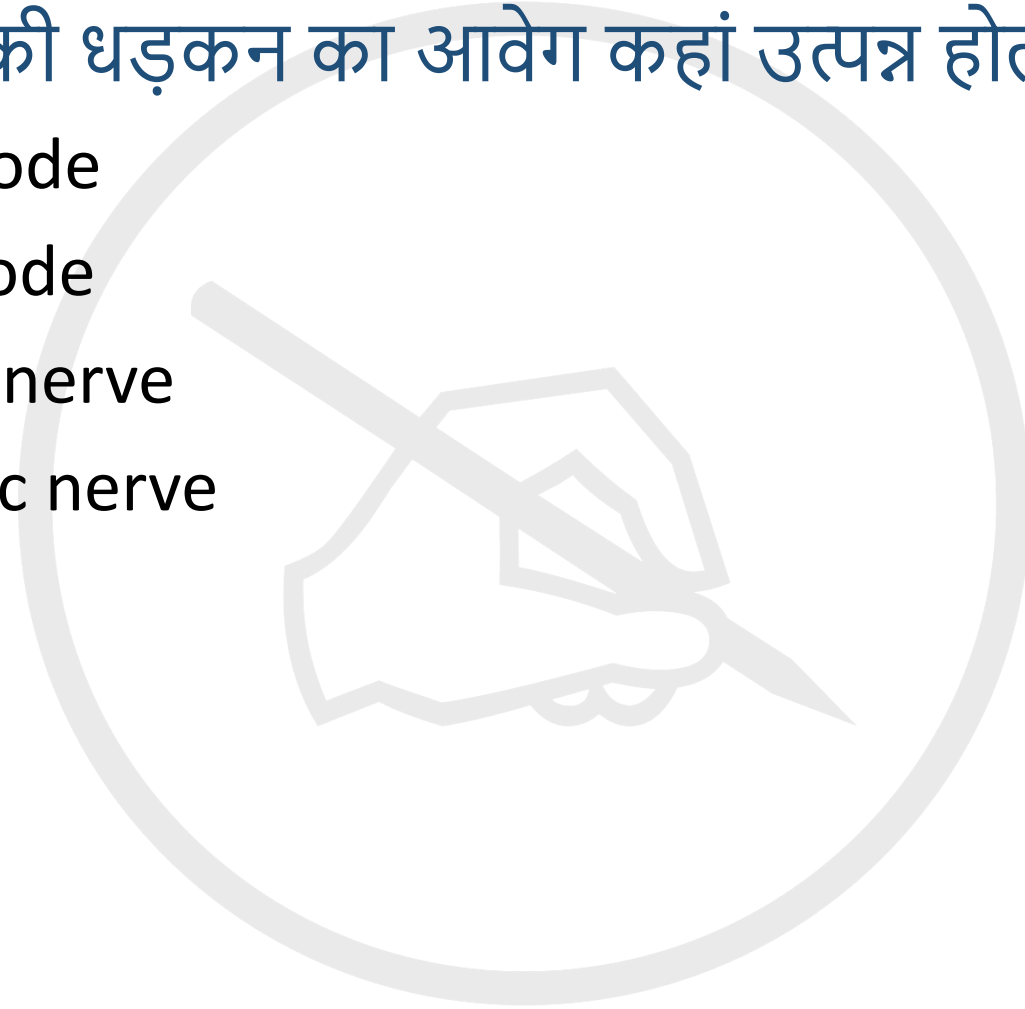 की धड़कन का आवेग कहां उत्पन्न होत
ode
ode
nerve
c nerve